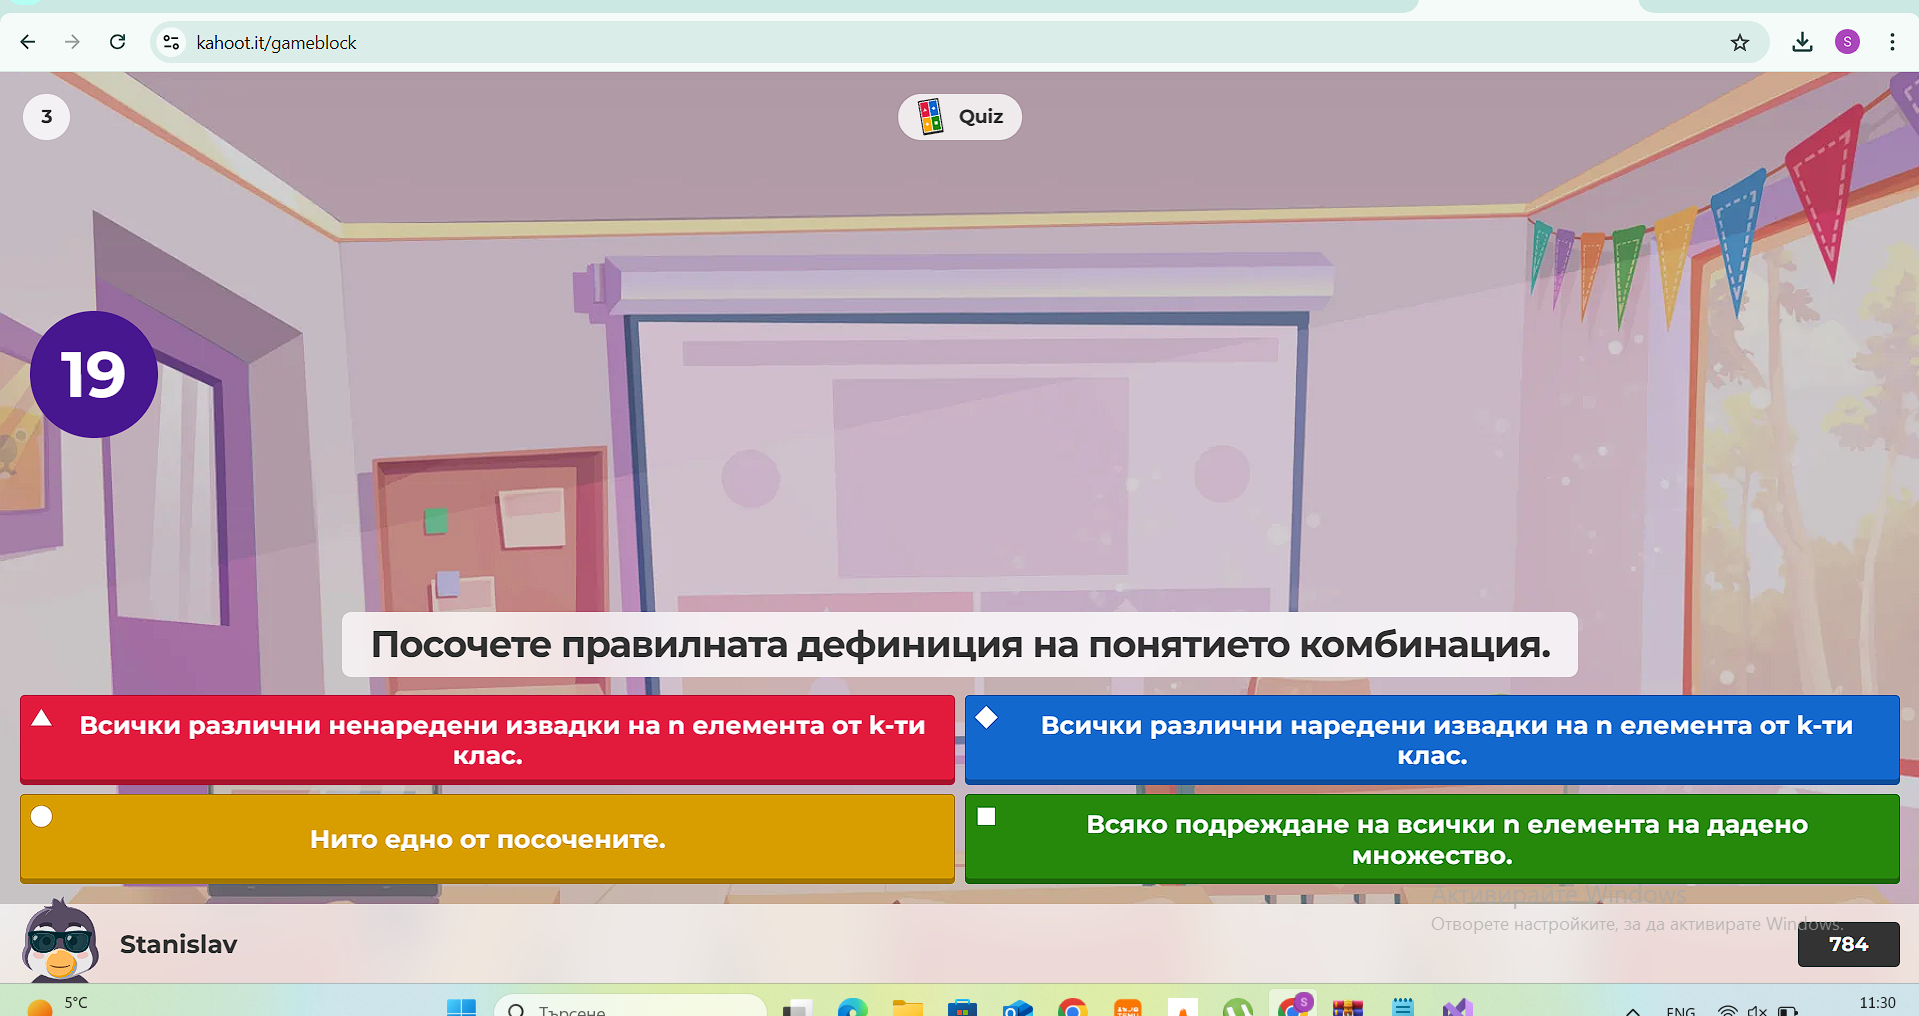 kahoot.it/gameblock
S
3
Quiz
19
Посочете правилната дефиниция на понятието комбинация.
Всички различни ненаредени извадки на n елемента от k-ти
клас.
Всички различни наредени извадки на n елемента от k-ти
клас.
Нито едно от посочените.
Всяко подреждане на всички n елемента на дадено
множество.
Активирайте Windows
Отворете настройките, за да активирате Windows.
Stanislav
784
5°C
Търсене
S
ENG
11:30